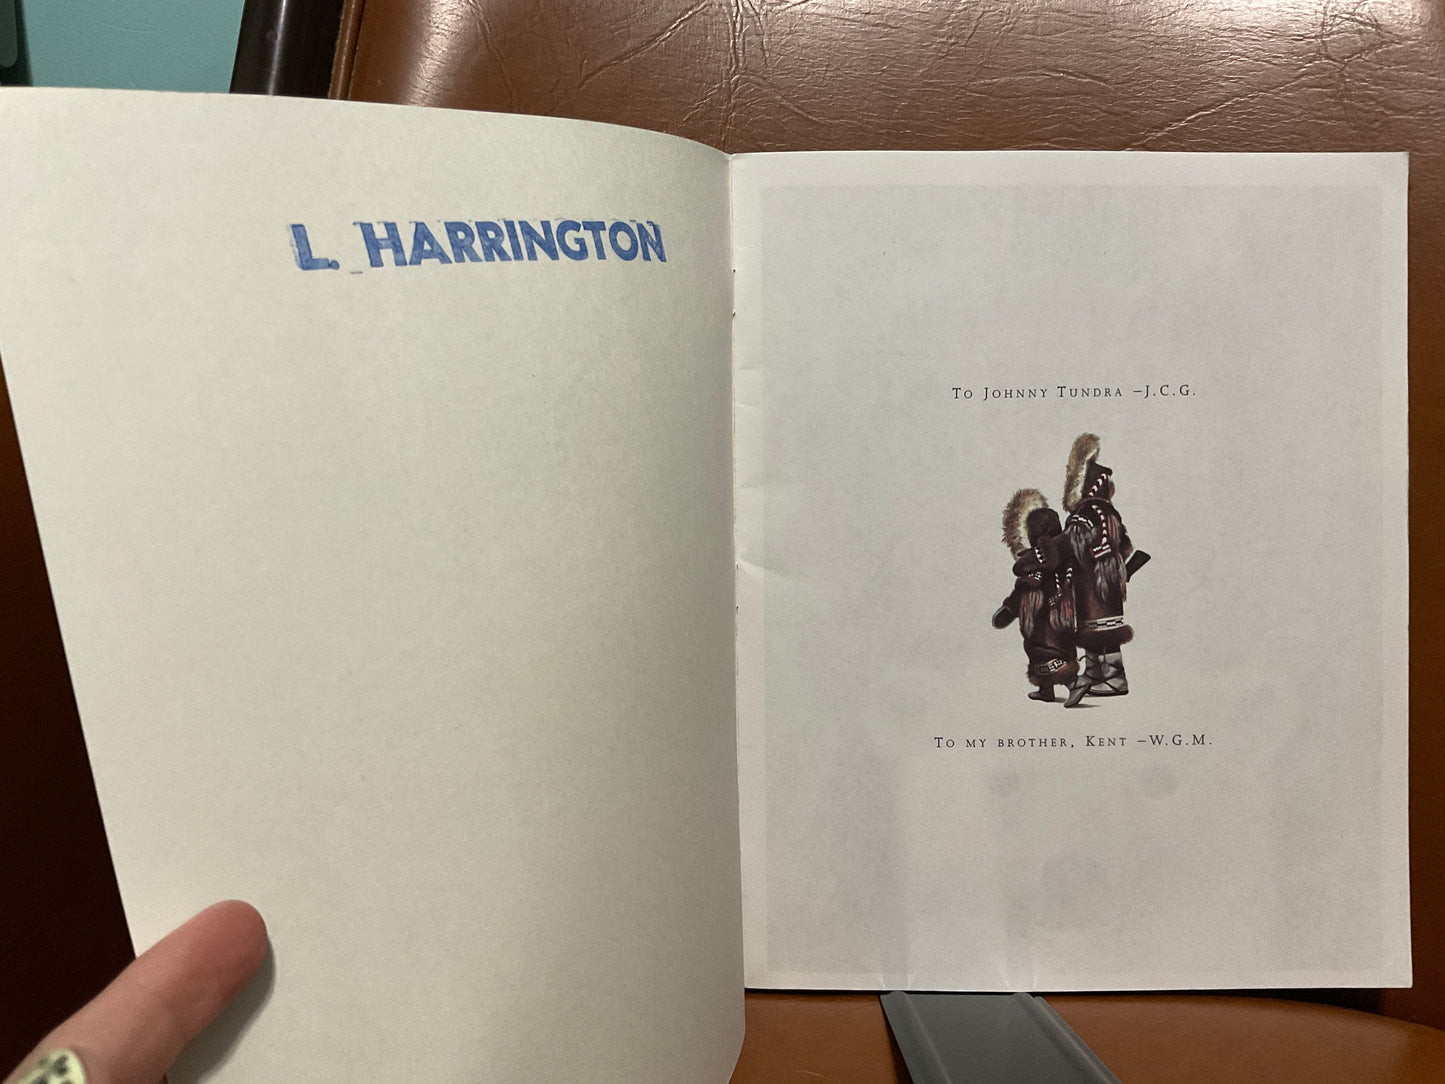 L. HARRINGTON
To Johnny Tundra –J.C.G.
To my brother, Kent –W.G.M.